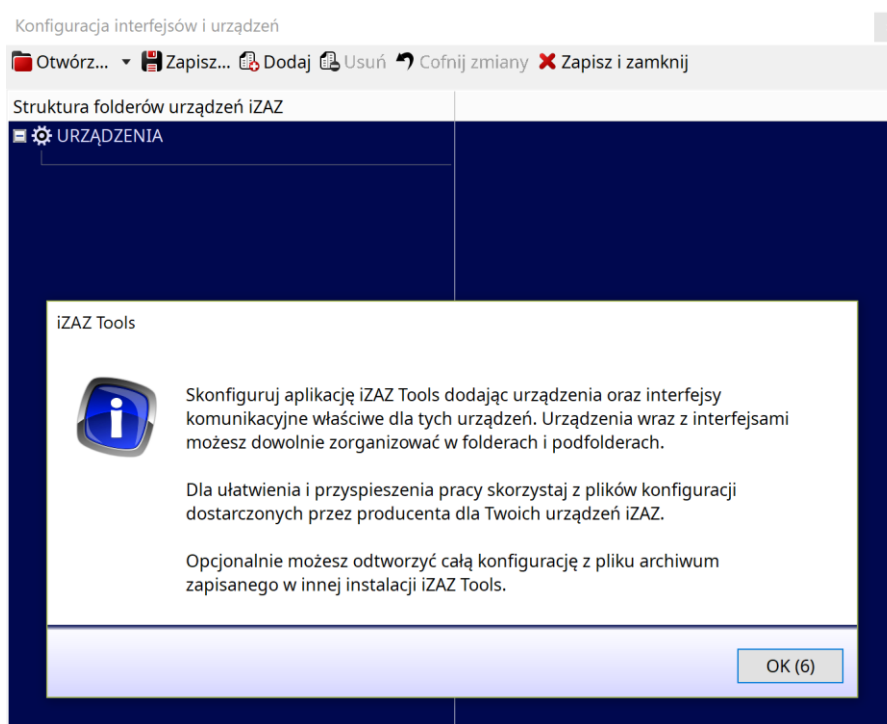 Konfiguracja interfejsów i urządzeń
Otwórz... Zapisz... Dodaj Usuń Cofnij zmiany Zapisz i zamknij
Struktura folderów urządzeń iZAZ
URZĄDZENIA
iZAZ Tools
Skonfiguruj aplikację iZAZ Tools dodając urządzenia oraz interfejsy
komunikacyjne właściwe dla tych urządzeń. Urządzenia wraz z interfejsami
możesz dowolnie zorganizować w folderach i podfolderach.
Dla ułatwienia i przyspieszenia pracy skorzystaj z plików konfiguracji
dostarczonych przez producenta dla Twoich urządzeń iZAZ.
Opcjonalnie możesz odtworzyć całą konfigurację z pliku archiwum
zapisanego w innej instalacji iZAZ Tools.
OK (6)